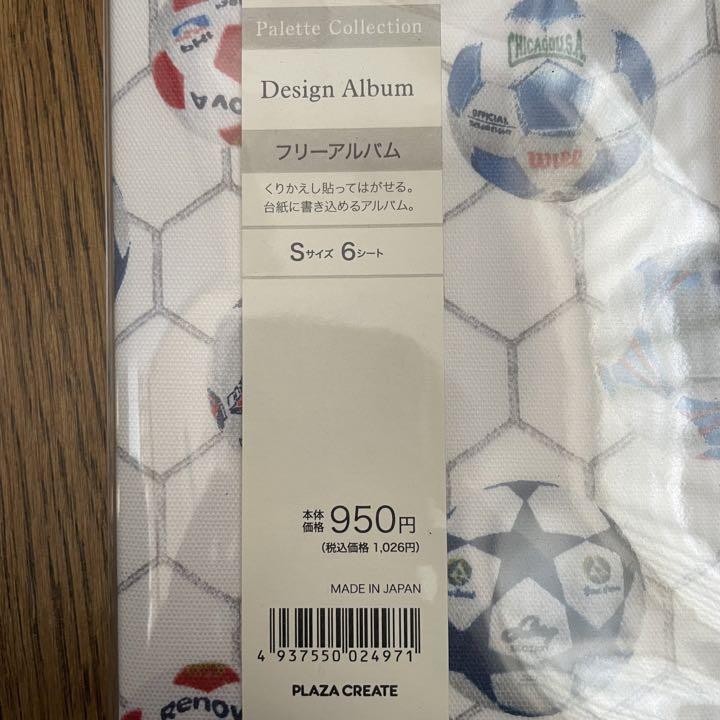 Palette Collection
Design Album
フリーアルバム
くりかえし貼ってはがせる。
台紙に書き込めるアルバム。
Sサイズ 6シート
本体
価格 950円
(税込価格 1,026円)
MADE IN JAPAN
4 937550 024971
PLAZA CREATE
CHICAGOUSA
OFFICIAL
NOVA
Renov